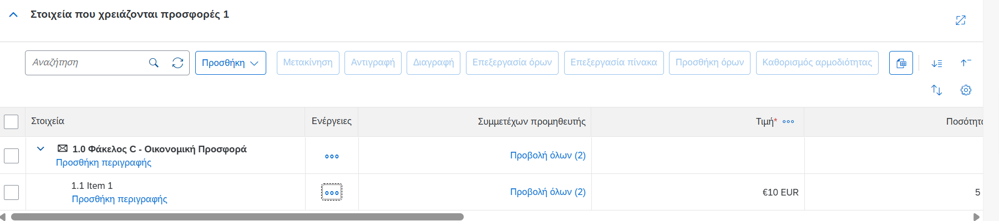 Στοιχεία που χρειάζονται προσφορές 1
Αναζήτηση
Προσθήκη
Μετακίνηση
Αντιγραφή
Διαγραφή
Επεξεργασία όρων
Επεξεργασία πίνακα
Προσθήκη όρων
Καθορισμός αρμοδιότητας
Στοιχεία
Ενέργειες
Συμμετέχων προμηθευτής
Τιμή*
1.0 Φάκελος C - Οικονομική Προσφορά
Προσθήκη περιγραφής
Προβολή όλων (2)
1.1 Item 1
Προσθήκη περιγραφής
Προβολή όλων (2)
€10 EUR
5